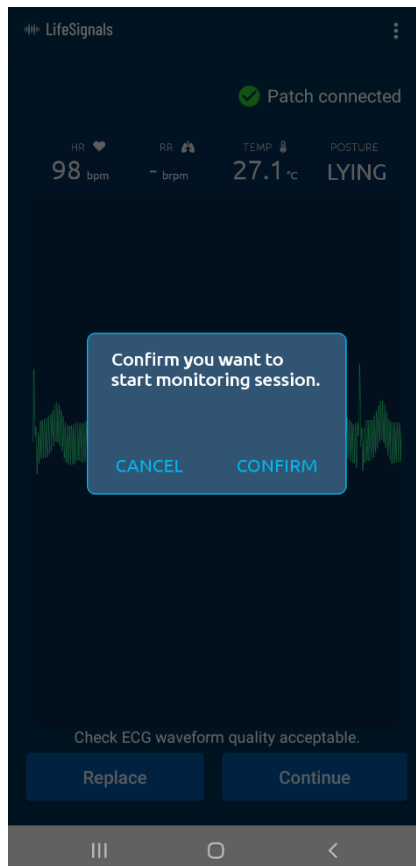 LifeSignals
Patch connected
HR RR TEMP POSTURE
98 bpm - brpm 27.1 °C LYING
Confirm you want to
start monitoring session.
CANCEL CONFIRM
Check ECG waveform quality acceptable.
Replace Continue